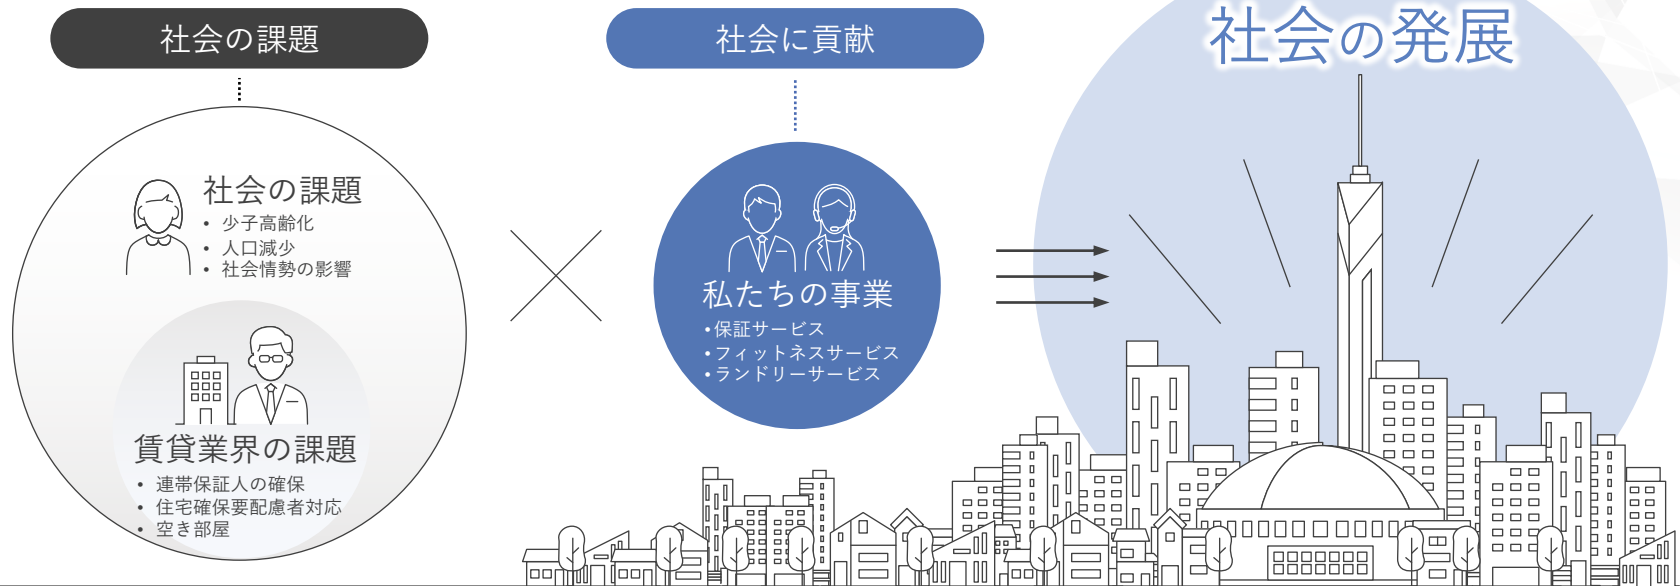 社会の課題
社会の課題
• 少子高齢化
• 人口減少
• 社会情勢の影響
賃貸業界の課題
• 連帯保証人の確保
• 住宅確保要配慮者対応
• 空き部屋
社会に貢献
私たちの事業
•保証サービス
•フィットネスサービス
•ランドリーサービス
社会の発展